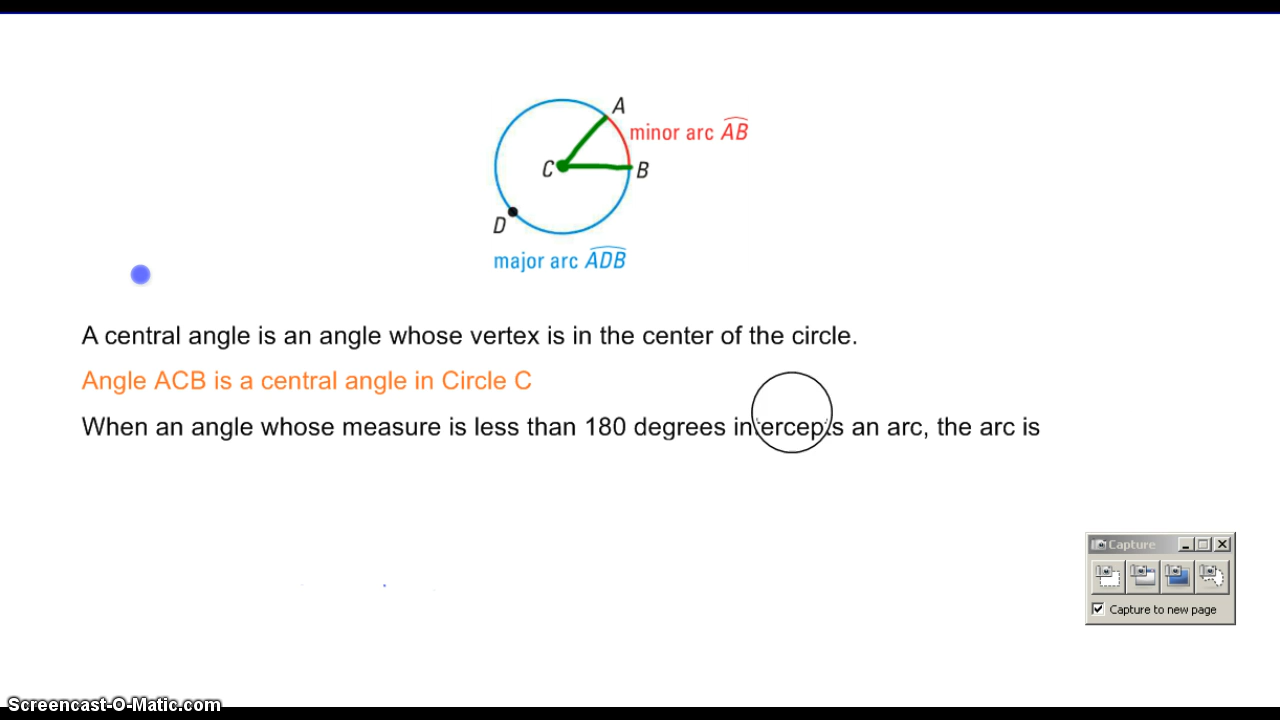 A
minor arc AB
C
B
D
major arc ADB
A central angle is an angle whose vertex is in the center of the circle.
Angle ACB is a central angle in Circle C
When an angle whose measure is less than 180 degrees intercepts an arc, the arc is
Capture
Capture to new page
Screencast-O-Matic.com